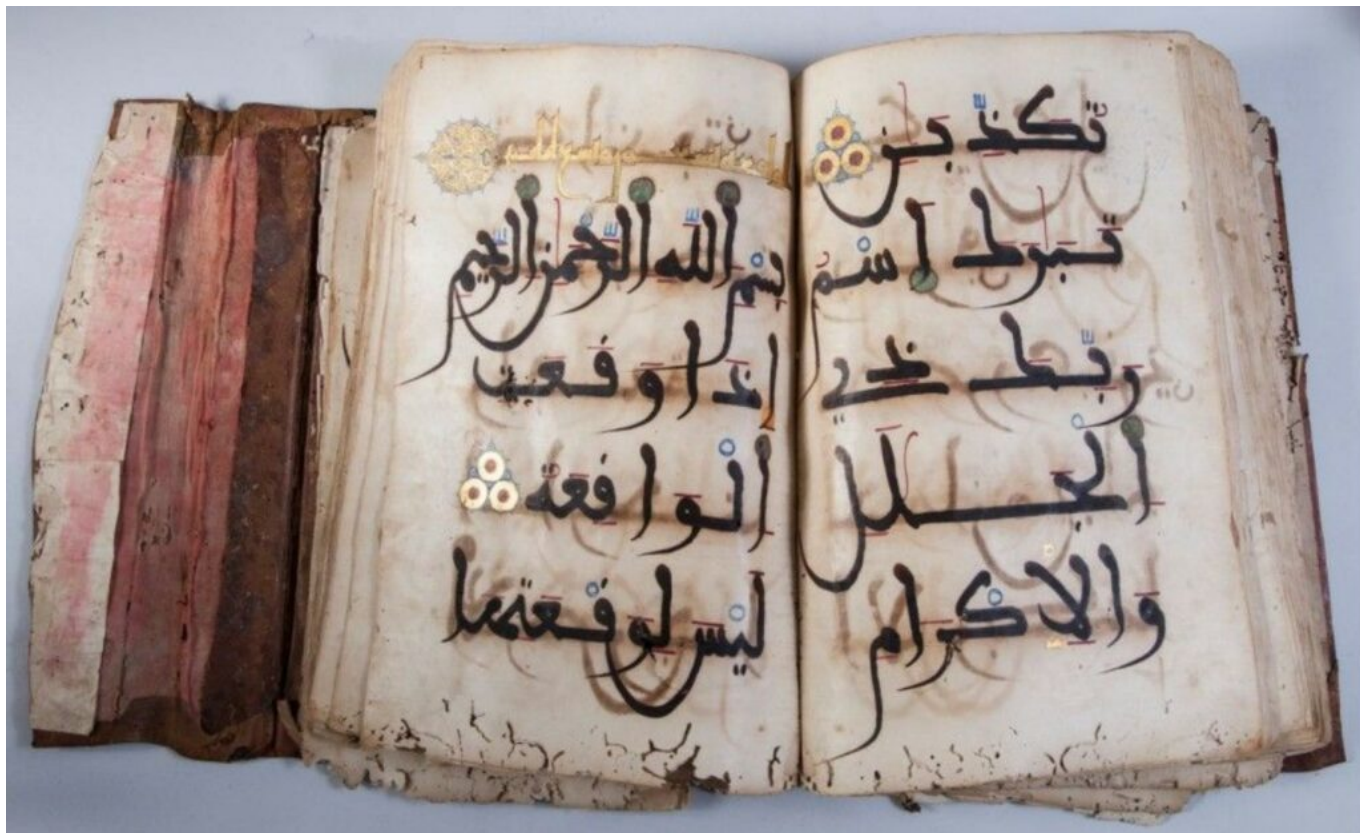 تكذبن
تبرك اسم
ربك ذي
الجلل
والاكرام
بسم الله الرحمن الرحيم
اذا وقعت
الواقعة
ليس لوقعتها